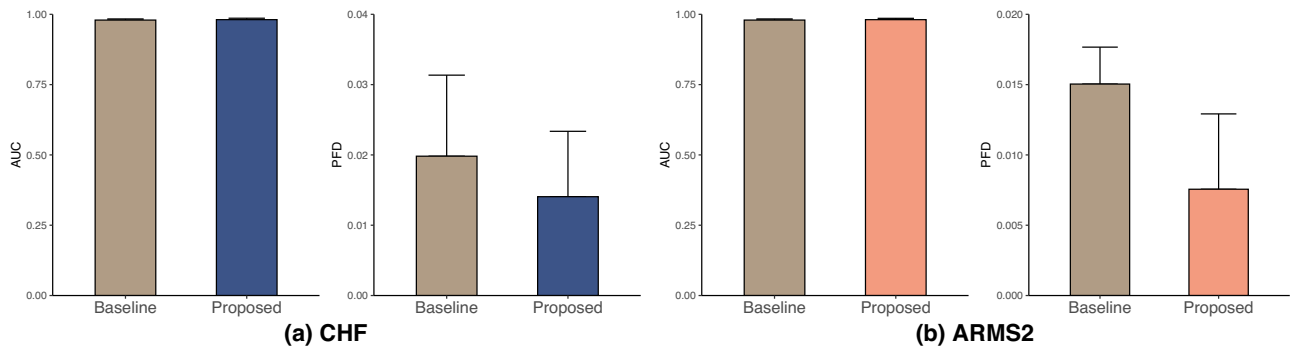 AUC
1.00
0.75
0.50
0.25
0.00
Baseline
Proposed
PFD
0.04
0.03
0.02
0.01
0.00
Baseline
Proposed
(a) CHF
AUC
1.00
0.75
0.50
0.25
0.00
Baseline
Proposed
PFD
0.020
0.015
0.010
0.005
0.000
Baseline
Proposed
(b) ARMS2